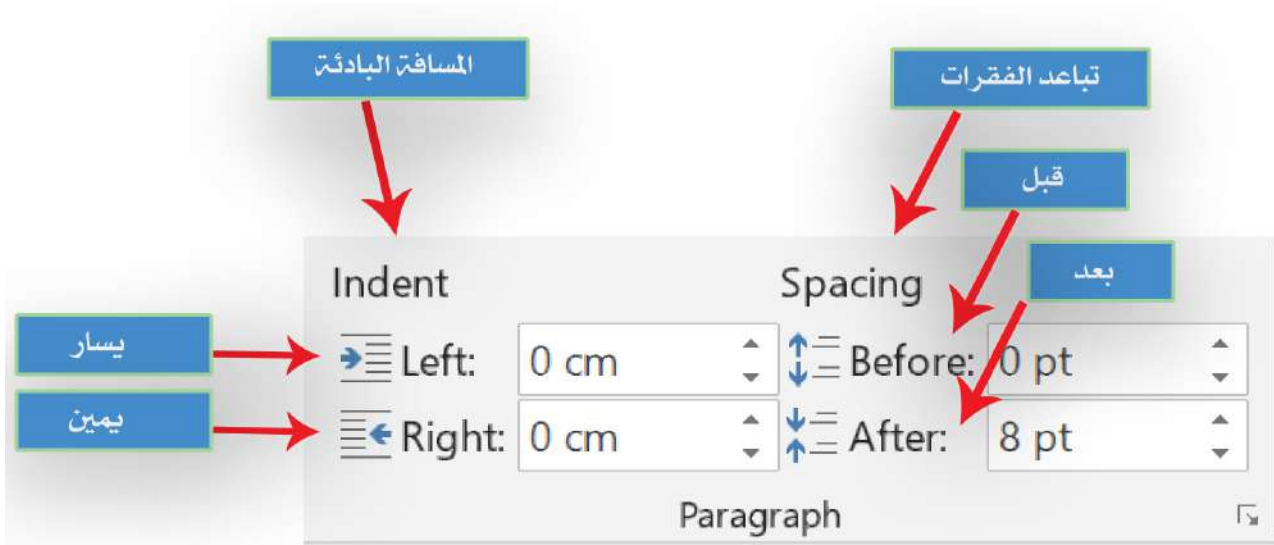 المسافة البادئة
تباعد الفقرات
قبل
بعد
Indent
Spacing
يسار
Left: 0 cm
Before: 0 pt
يمين
Right: 0 cm
After: 8 pt
Paragraph